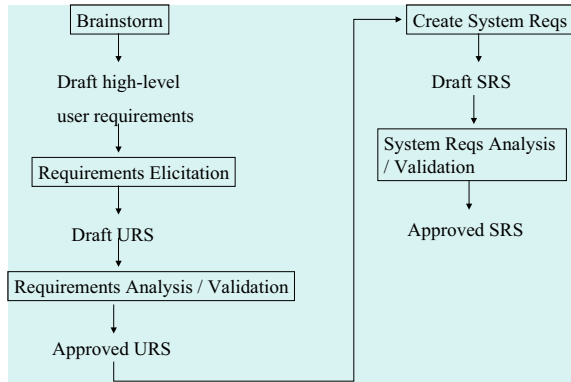 Brainstorm
Draft high-level
user requirements
Requirements Elicitation
Draft URS
Requirements Analysis / Validation
Approved URS
Create System Reqs
Draft SRS
System Reqs Analysis
/ Validation
Approved SRS